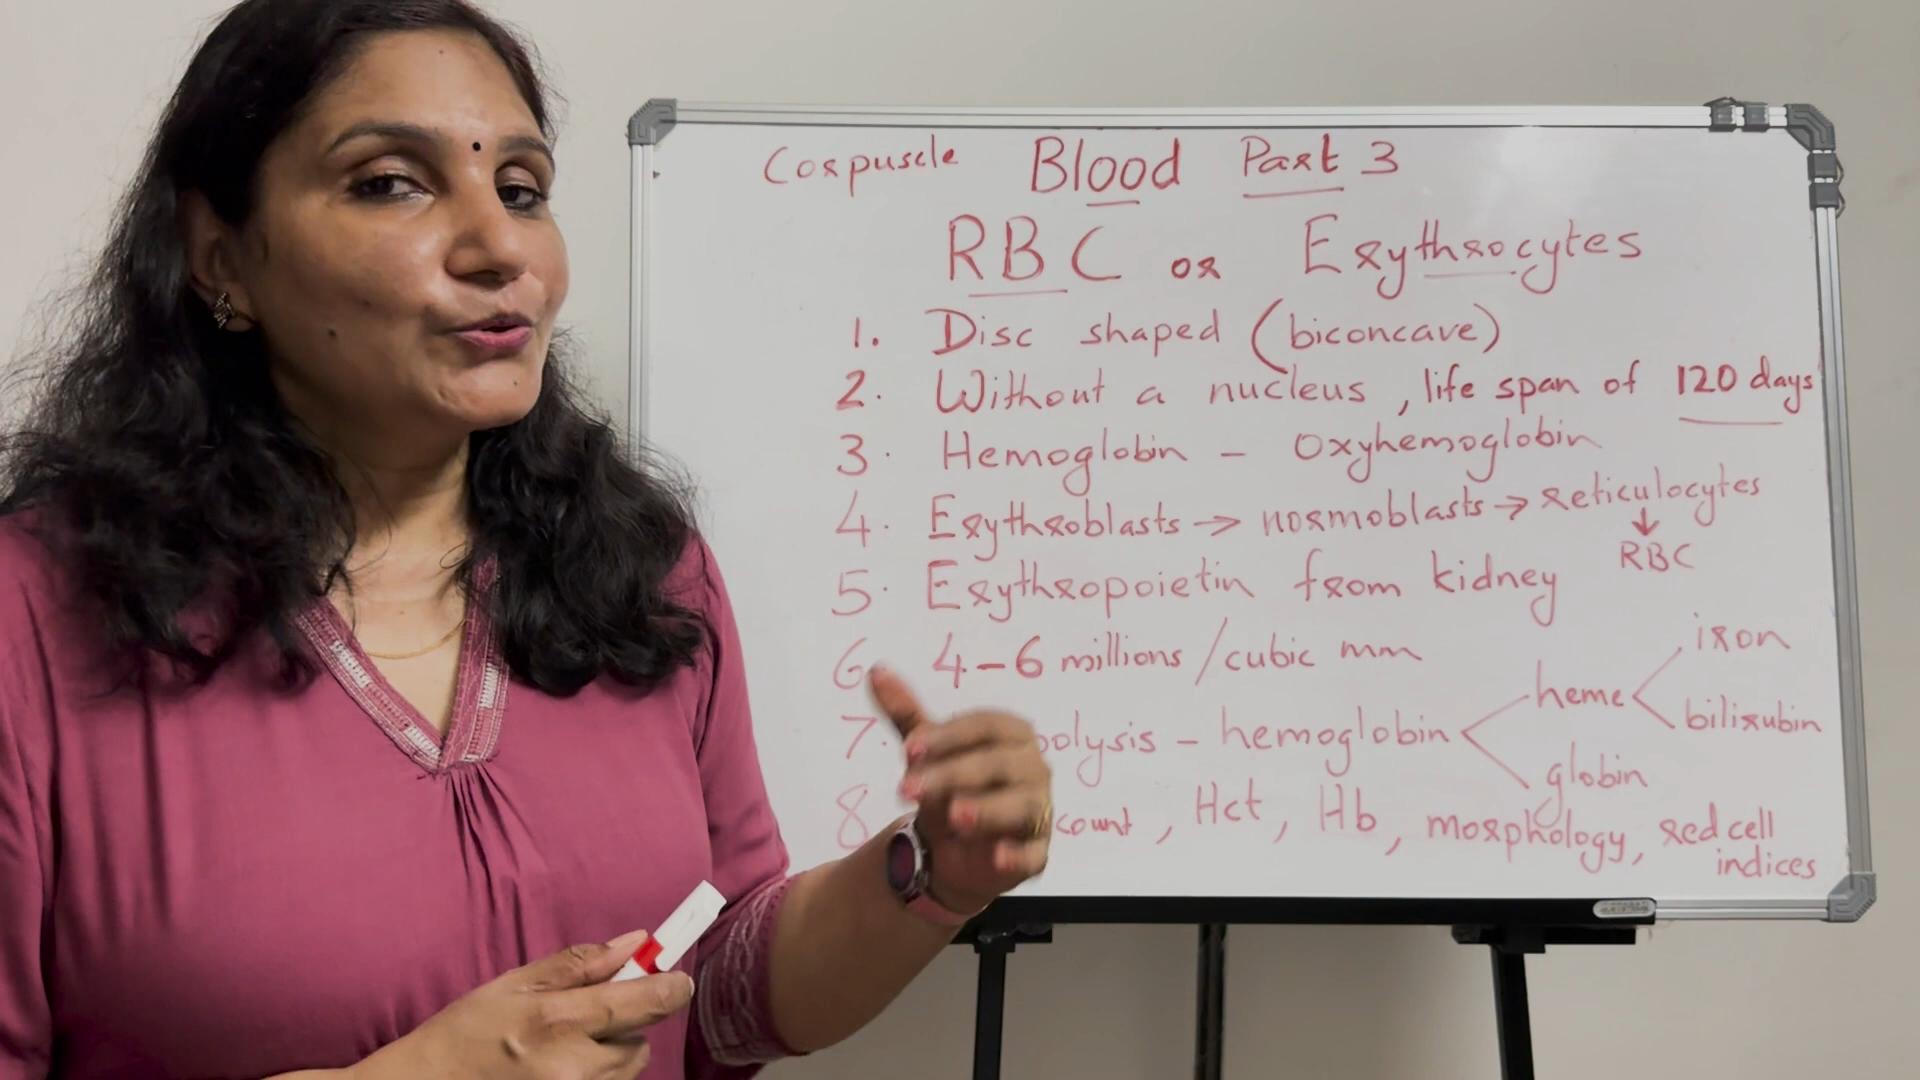 Corpuscle Blood Part 3
RBC or Erythrocytes
1. Disc shaped (biconcave)
2. Without a nucleus, life span of 120 days
3. Hemoglobin - Oxyhemoglobin
4. Erythroblasts → normoblasts → reticulocytes
↓
RBC
5. Erythropoietin from kidney
6 4-6 millions / cubic mm
iron
7. olysis - hemoglobin heme
bilirubin
globin
8 count, Hct, Hb, morphology, red cell
indices